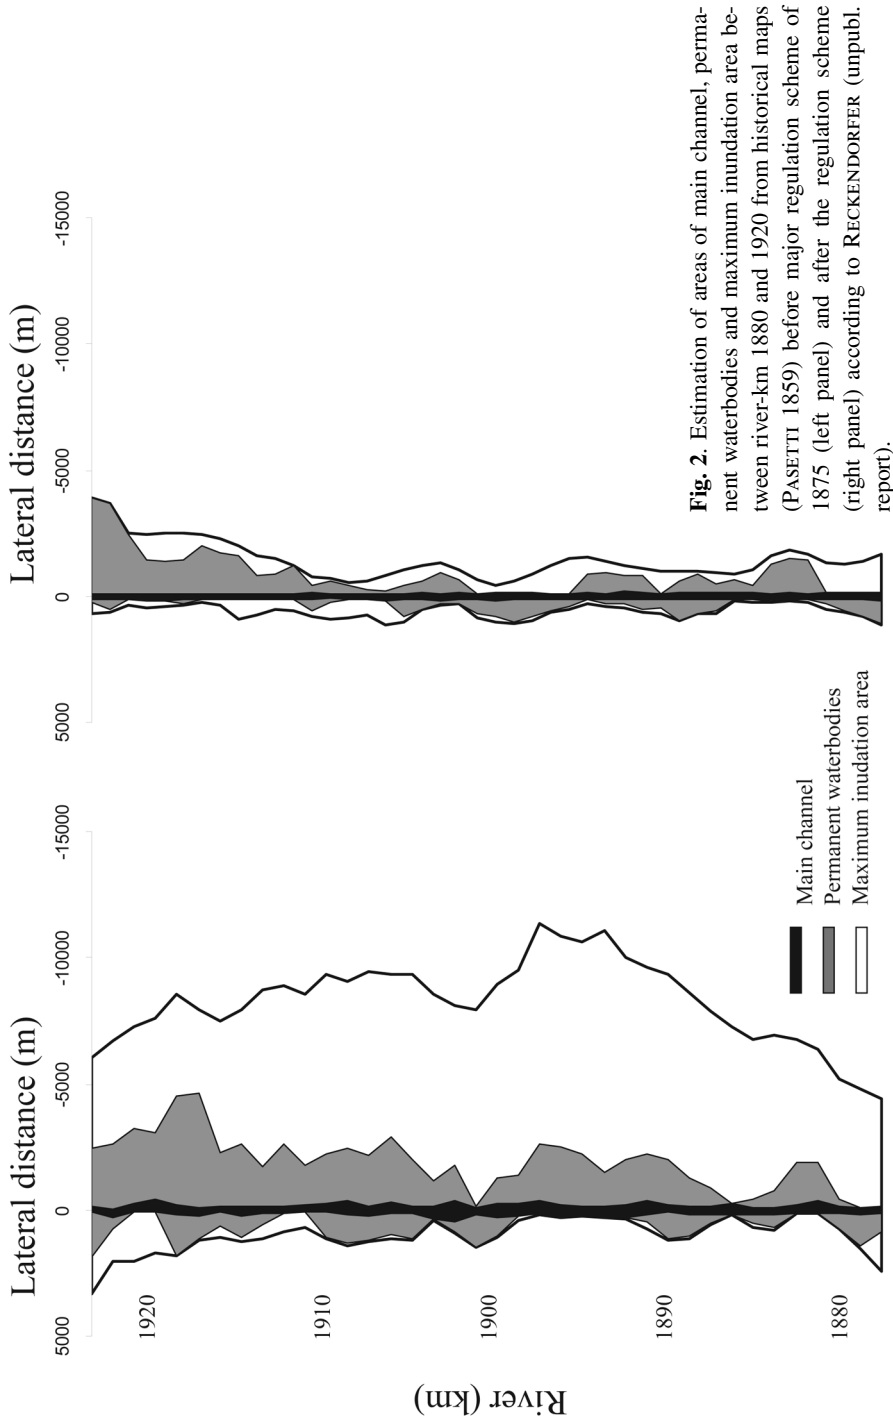 Lateral distance (m)
5000
0
-5000
-10000
-15000
Lateral distance (m)
5000
0
-5000
-10000
-15000
River (km)
1920
1910
1900
1890
1880
Main channel
Permanent waterbodies
Maximum inudation area
Fig. 2. Estimation of areas of main channel, perma-
nent waterbodies and maximum inundation area be-
tween river-km 1880 and 1920 from historical maps
(PASETTI 1859) before major regulation scheme of
1875 (left panel) and after the regulation scheme
(right panel) according to RECKENDORFER (unpubl.
report).